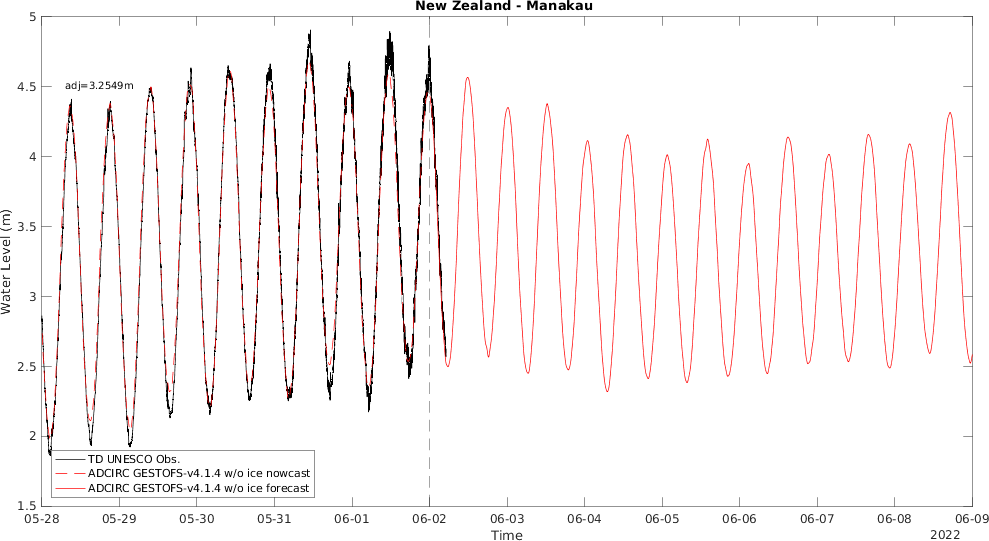 New Zealand - Manakau
5
4.5
4
3.5
3
2.5
2
1.5
Water Level (m)
adj=3.2549m
TD UNESCO Obs.
ADCIRC GESTOFS-v4.1.4 w/o ice nowcast
ADCIRC GESTOFS-v4.1.4 w/o ice forecast
05-28 05-29 05-30 05-31 06-01 06-02 06-03 06-04 06-05 06-06 06-07 06-08 06-09
Time
2022